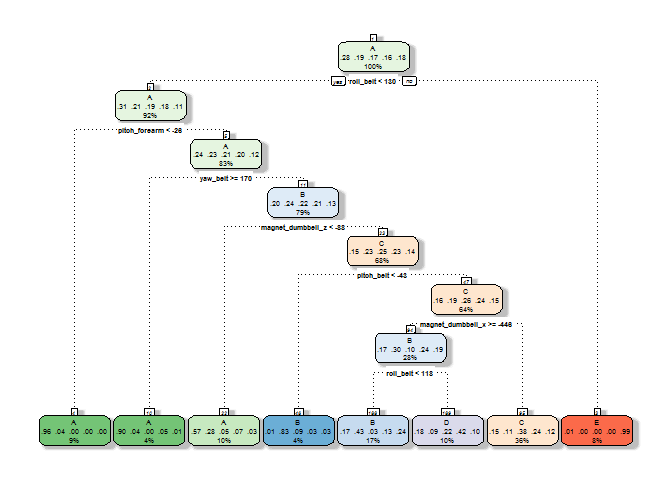 1
A
.28 .19 .17 .16 .18
100%
yes roll_belt < 130 no
2
A
.31 .21 .19 .18 .11
92%
pitch_forearm < -26
5
A
.24 .23 .21 .20 .12
83%
yaw_belt >= 170
11
B
.20 .24 .22 .21 .13
79%
magnet_dumbbell_z < -88
23
C
.15 .23 .25 .23 .14
68%
pitch_belt < -43
47
C
.16 .19 .26 .24 .15
64%
magnet_dumbbell_x >= -446
94
B
.17 .30 .10 .24 .19
28%
roll_belt < 118
4 10 22 46 188 189 95 3
A A A B B D C E
.96 .04 .00 .00 .00 .90 .04 .00 .05 .01 .57 .28 .05 .07 .03 .01 .83 .09 .03 .03 .17 .43 .03 .13 .24 .18 .09 .22 .42 .10 .15 .11 .38 .24 .12 .01 .00 .00 .00 .99
9% 4% 10% 4% 17% 10% 36% 8%